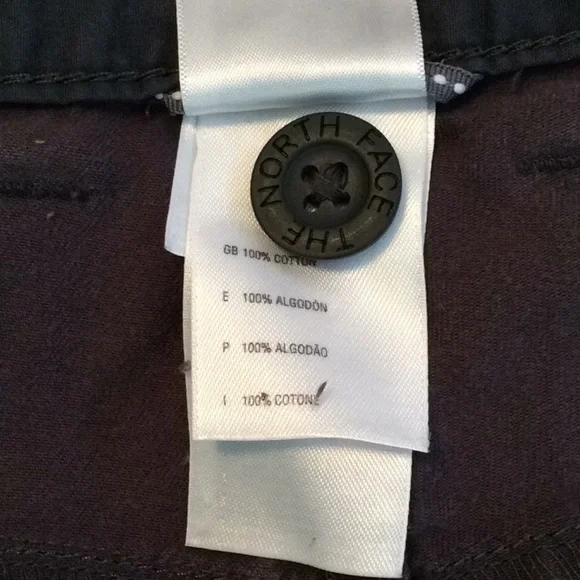 THE NORTH FACE
GB 100% COTTON
E 100% ALGODÓN
P 100% ALGODÃO
I 100% COTONE